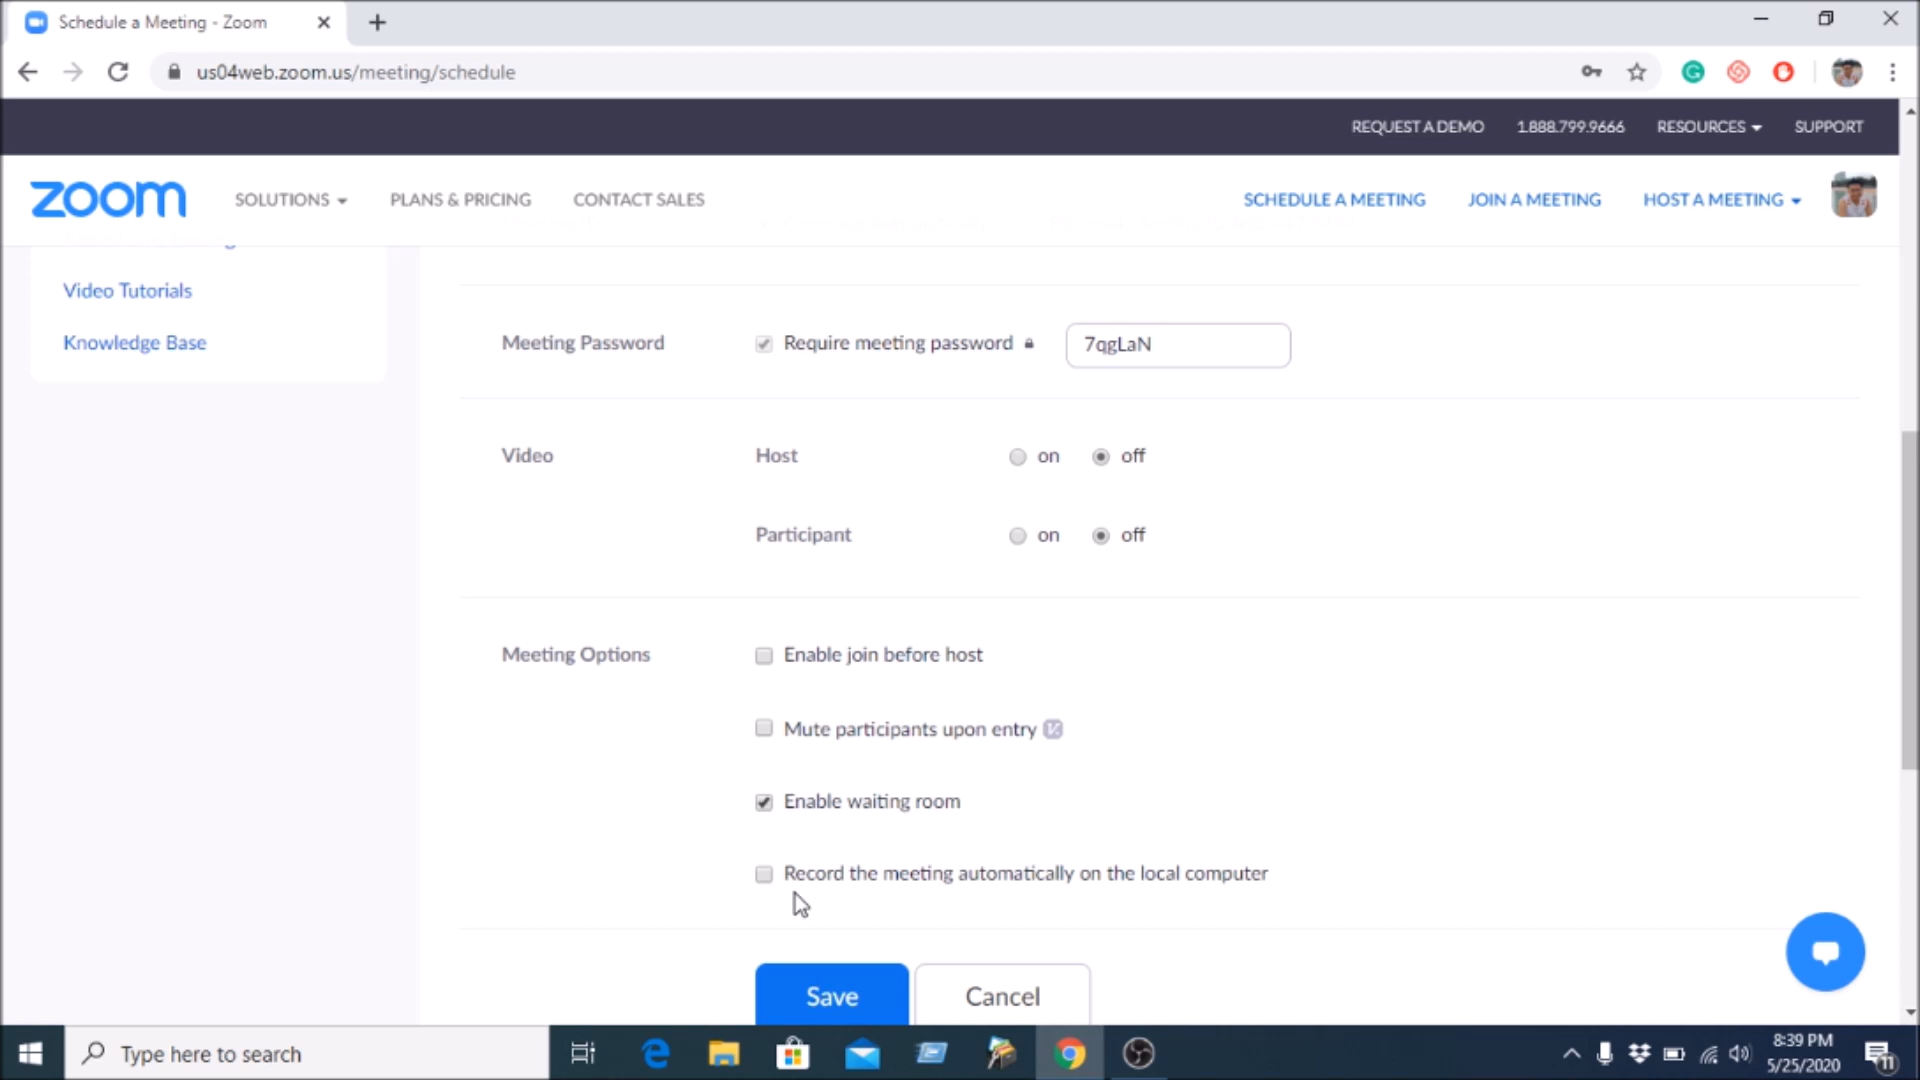 Schedule a Meeting - Zoom
us04web.zoom.us/meeting/schedule
REQUEST A DEMO 1.888.799.9666 RESOURCES SUPPORT
zoom SOLUTIONS PLANS & PRICING CONTACT SALES SCHEDULE A MEETING JOIN A MEETING HOST A MEETING
Video Tutorials
Knowledge Base
Meeting Password Require meeting password 7qgLaN
Video Host on off
Participant on off
Meeting Options Enable join before host
Mute participants upon entry
Enable waiting room
Record the meeting automatically on the local computer
Save Cancel
Type here to search
8:39 PM
5/25/2020
11